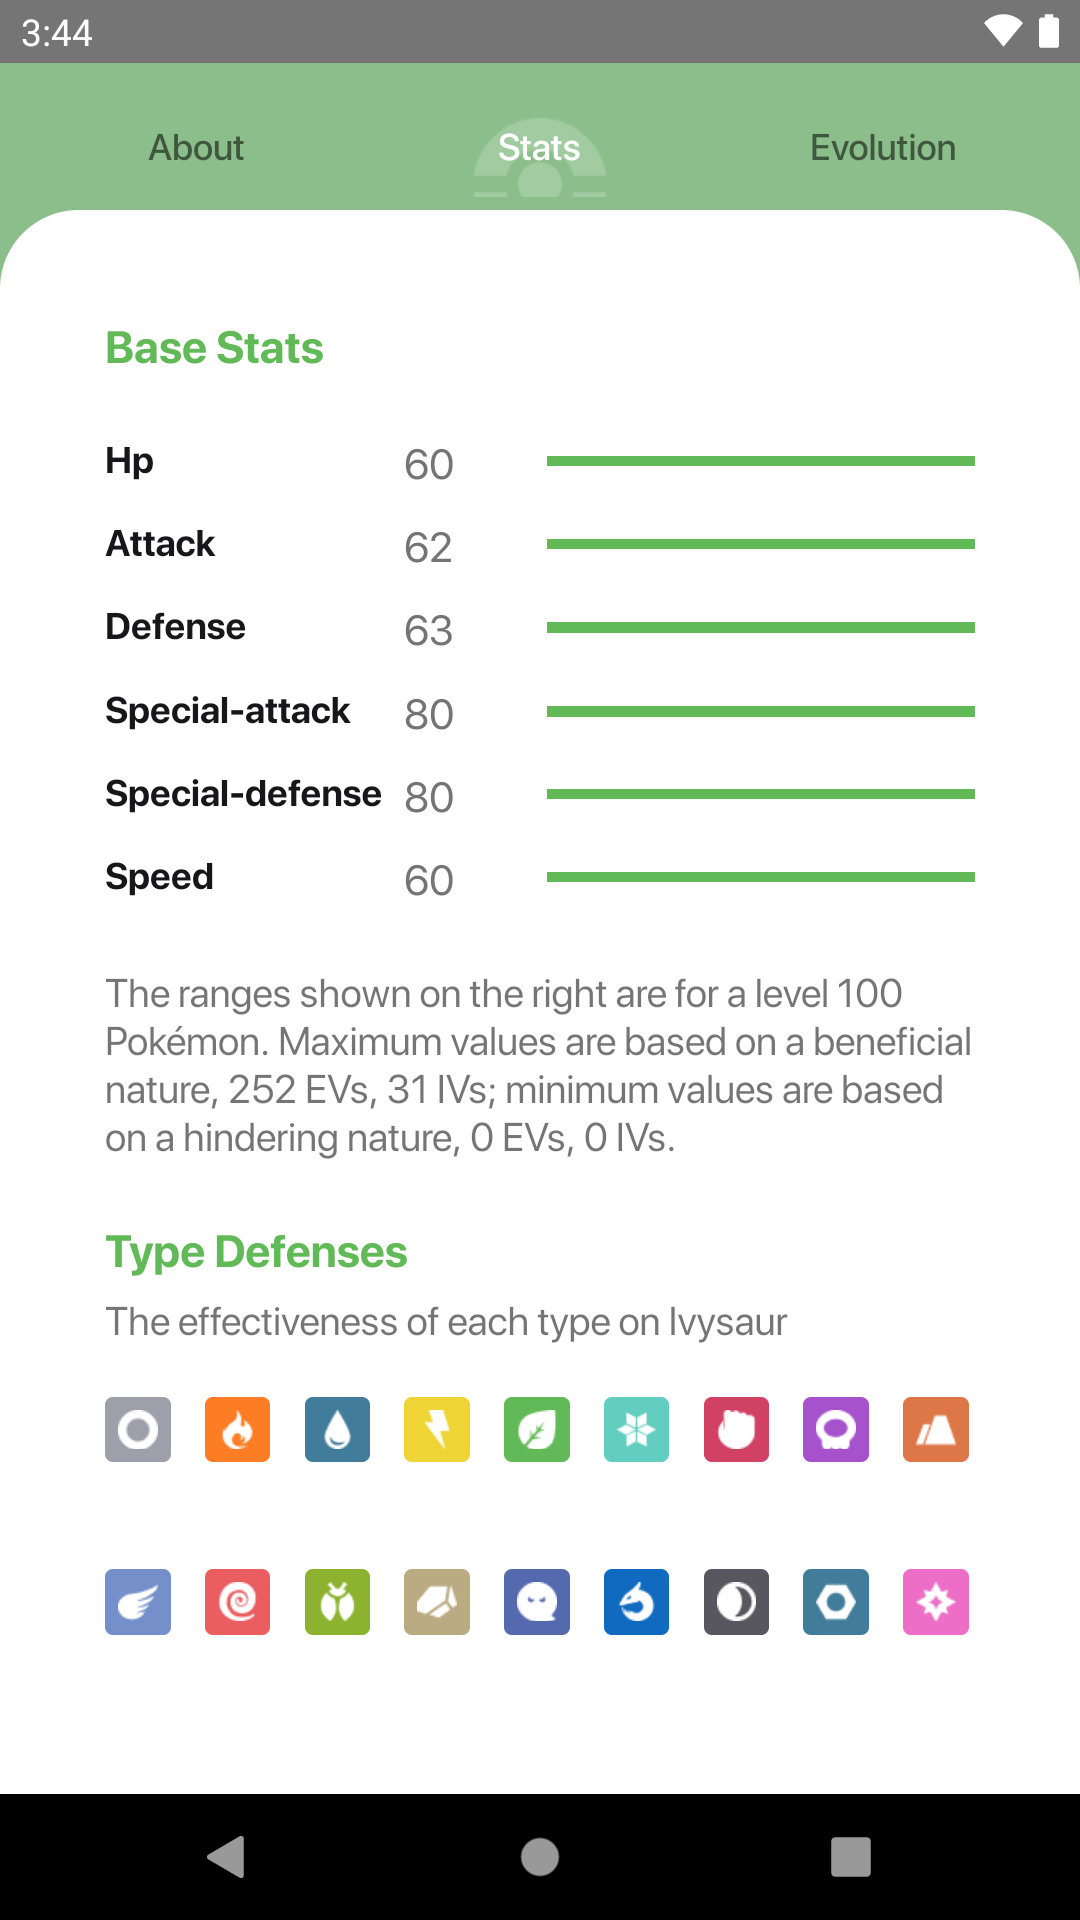 3:44
About Stats Evolution
Base Stats
Hp 60
Attack 62
Defense 63
Special-attack 80
Special-defense 80
Speed 60
The ranges shown on the right are for a level 100
Pokémon. Maximum values are based on a beneficial
nature, 252 EVs, 31 IVs; minimum values are based
on a hindering nature, 0 EVs, 0 IVs.
Type Defenses
The effectiveness of each type on Ivysaur